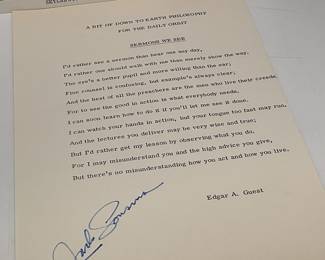 A BIT OF DOWN TO EARTH PHILOSOPHY
FOR THE DAILY ORBIT
SERMONS WE SEE
I'd rather see a sermon than hear one any day,
I'd rather one should walk with me than merely show the way.
The eye's a better pupil and more willing than the ear;
Fine counsel is confusing, but example's always clear;
And the best of all the preachers are the men who live their creeds,
For to see the good in action is what everybody needs.
I can soon learn how to do it if you'll let me see it done.
I can watch your hands in action, but your tongue too fast may run.
And the lectures you deliver may be very wise and true;
But I'd rather get my lesson by observing what you do.
For I may misunderstand you and the high advice you give,
But there's no misunderstanding how you act and how you live.
Edgar A. Guest